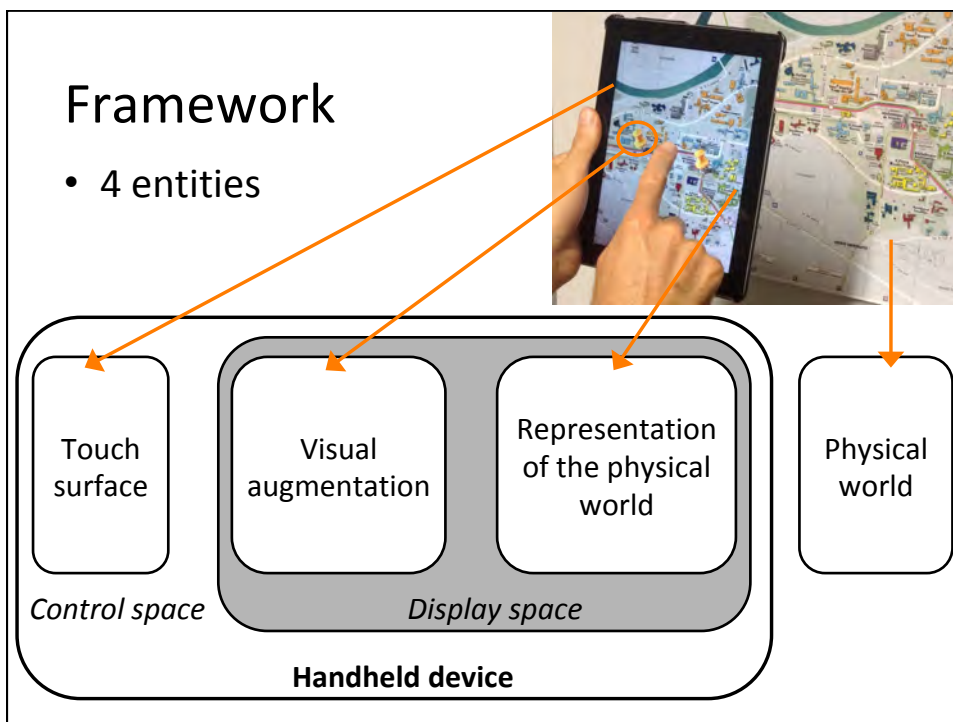 Framework
• 4 entities
Touch
surface
Visual
augmentation
Representation
of the physical
world
Physical
world
Control space
Display space
Handheld device